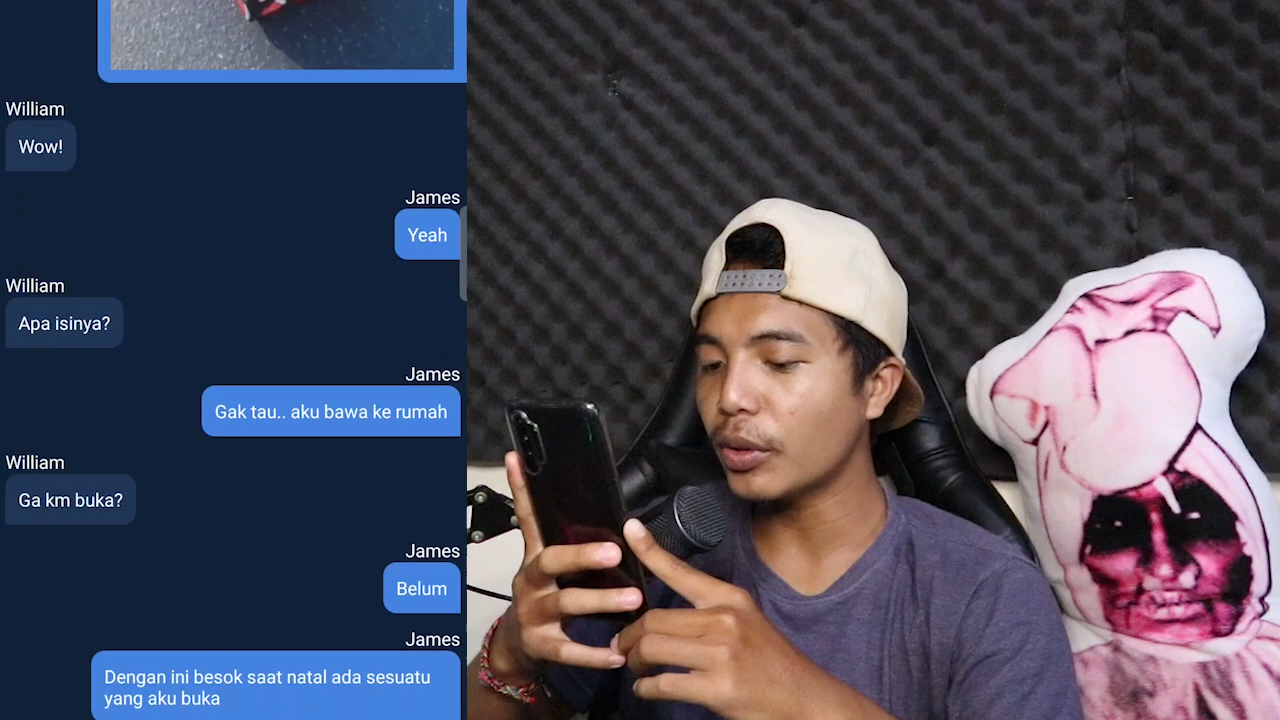 William
Wow!
James
Yeah
William
Apa isinya?
James
Gak tau.. aku bawa ke rumah
William
Ga km buka?
James
Belum
James
Dengan ini besok saat natal ada sesuatu
yang aku buka